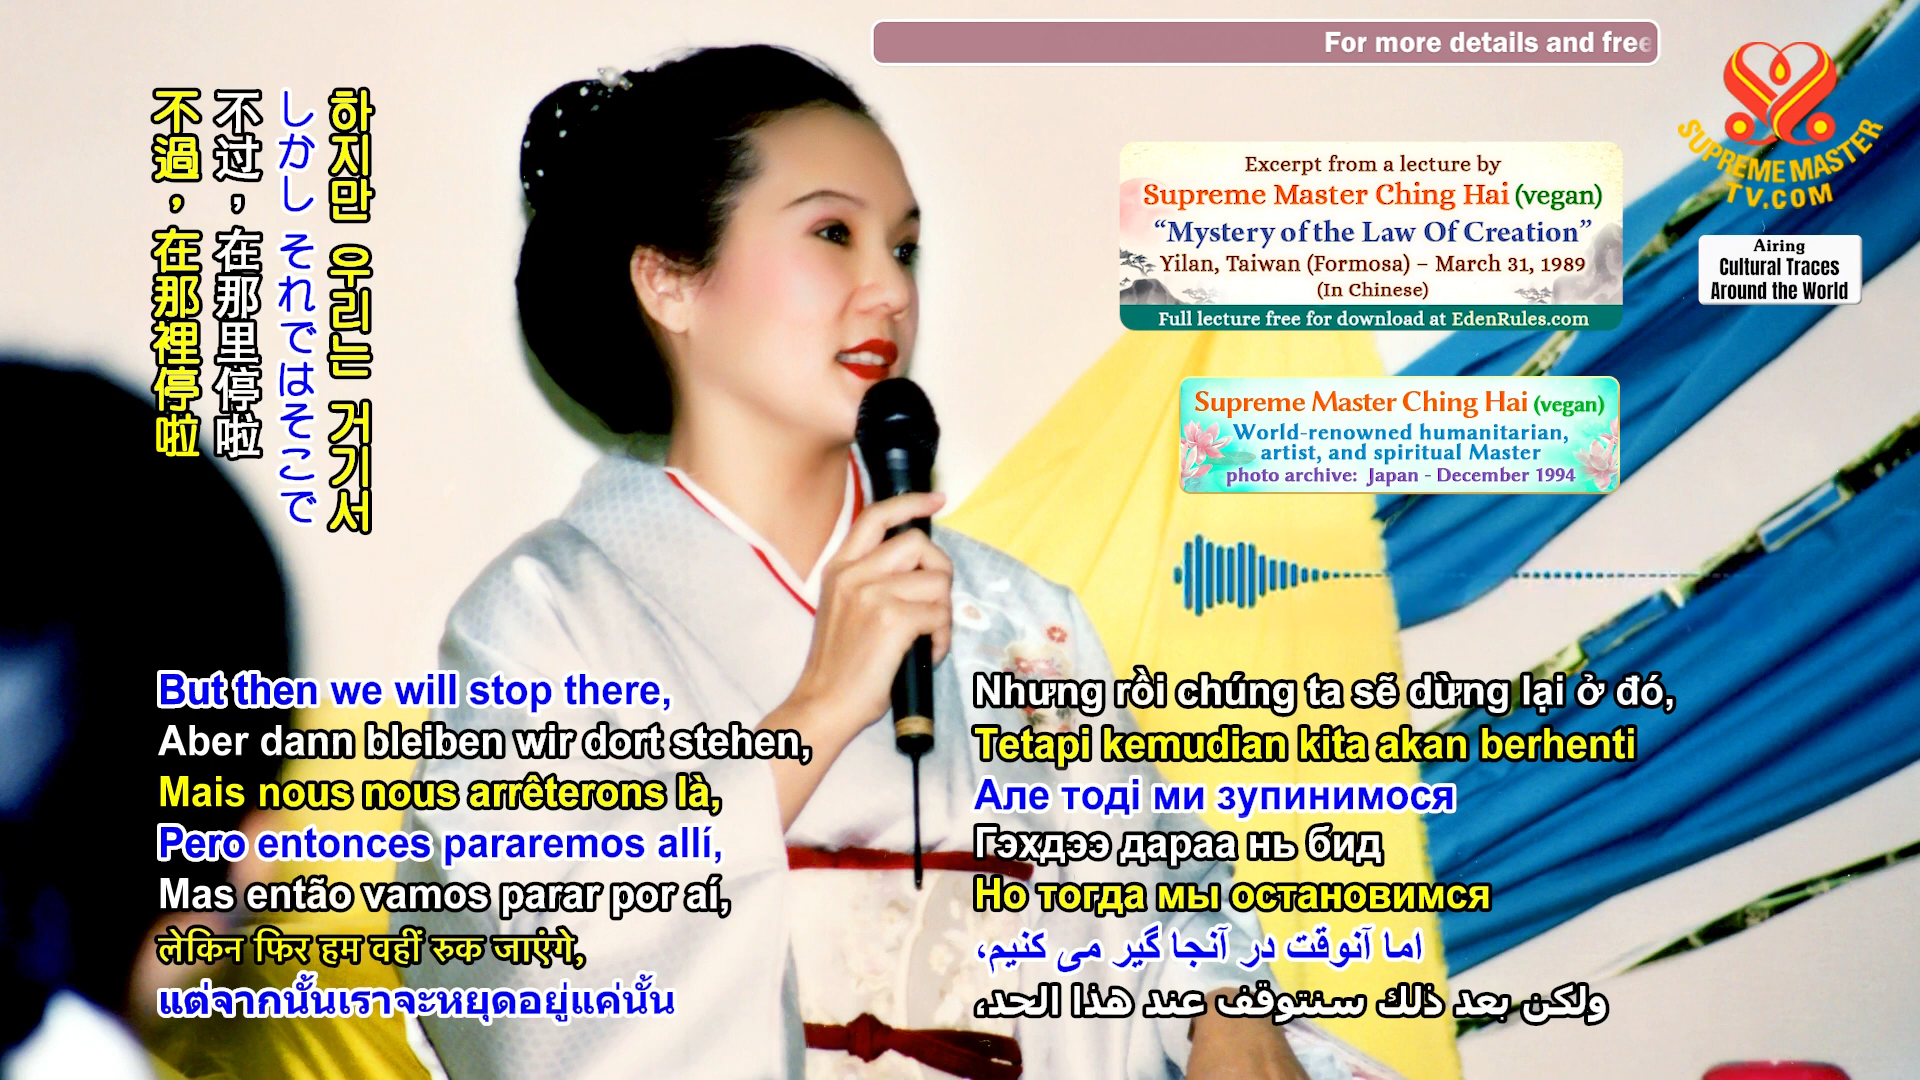 For more details and free
SUPREME MASTER
TV.COM
Airing
Cultural Traces
Around the World
Excerpt from a lecture by
Supreme Master Ching Hai (vegan)
“Mystery of the Law Of Creation”
Yilan, Taiwan (Formosa) – March 31, 1989
(In Chinese)
Full lecture free for download at EdenRules.com
Supreme Master Ching Hai (vegan)
World-renowned humanitarian,
artist, and spiritual Master
photo archive: Japan - December 1994
하지만 우리는 거기서
しかし それではそこで
不过，在那里停啦
不過，在那裡停啦
But then we will stop there,
Aber dann bleiben wir dort stehen,
Mais nous nous arrêterons là,
Pero entonces pararemos allí,
Mas então vamos parar por aí,
लेकिन फिर हम वहीं रुक जाएंगे,
แต่จากนั้นเราจะหยุดอยู่แค่นั้น
Nhưng rồi chúng ta sẽ dừng lại ở đó,
Tetapi kemudian kita akan berhenti
Але тоді ми зупинимося
Гэхдээ дараа нь бид
Но тогда мы остановимся
اما آنوقت در آنجا گیر می کنیم،
ولكن بعد ذلك سنتوقف عند هذا الحد،